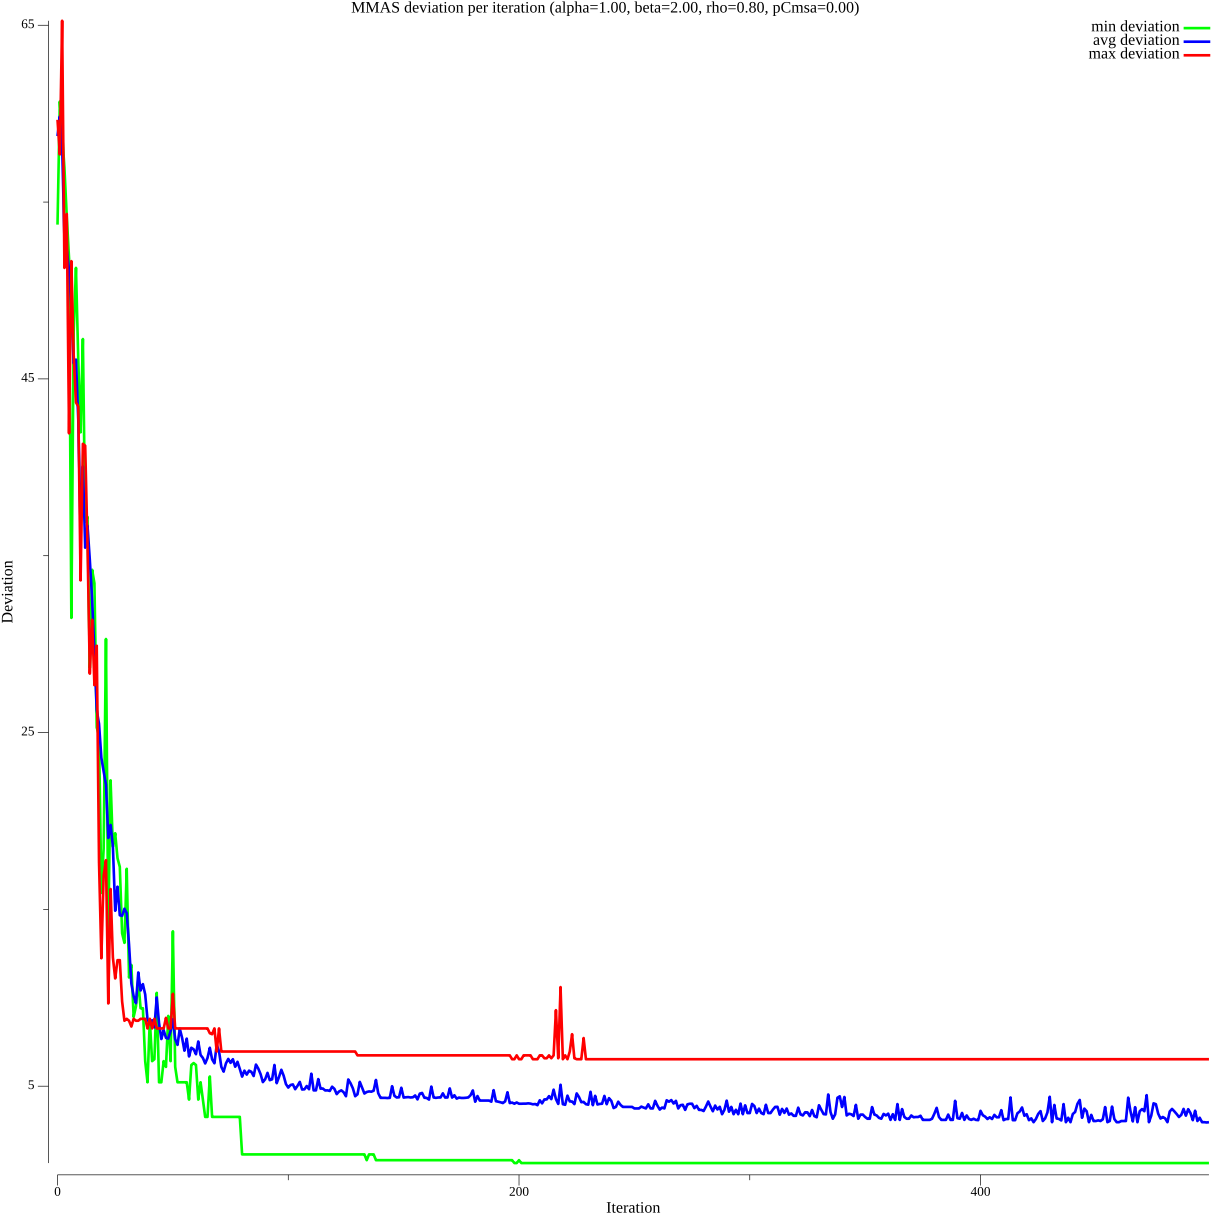 MMAS deviation per iteration (alpha=1.00, beta=2.00, rho=0.80, pCmsa=0.00)
min deviation
avg deviation
max deviation
65
45
25
5
Deviation
0
200
400
Iteration